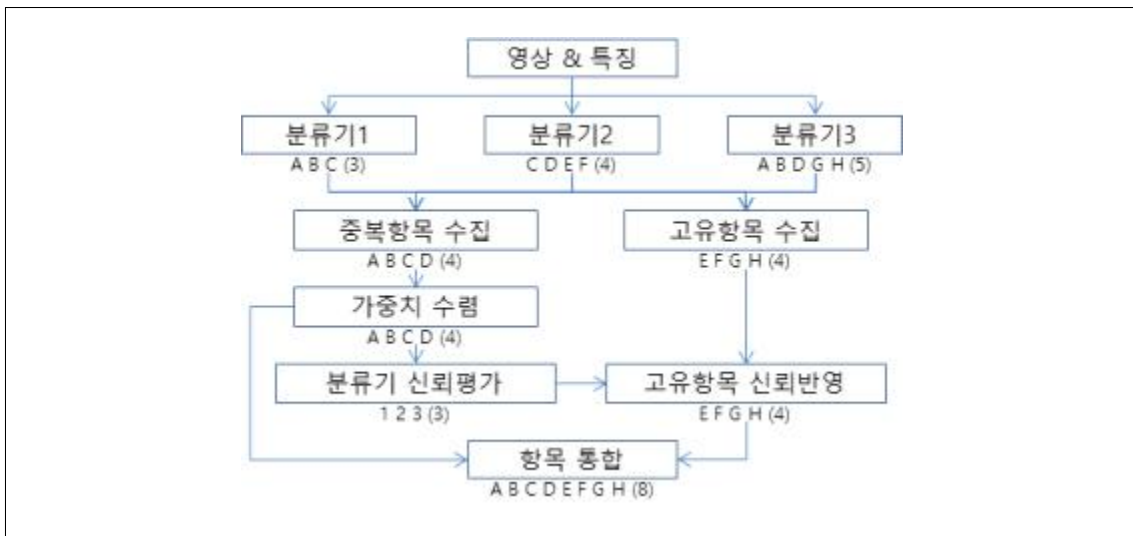 영상 & 특징
분류기1 분류기2 분류기3
A B C (3) C D E F (4) A B D G H (5)
중복항목 수집 고유항목 수집
A B C D (4) E F G H (4)
가중치 수렴
A B C D (4)
분류기 신뢰평가 고유항목 신뢰반영
1 2 3 (3) E F G H (4)
항목 통합
A B C D E F G H (8)